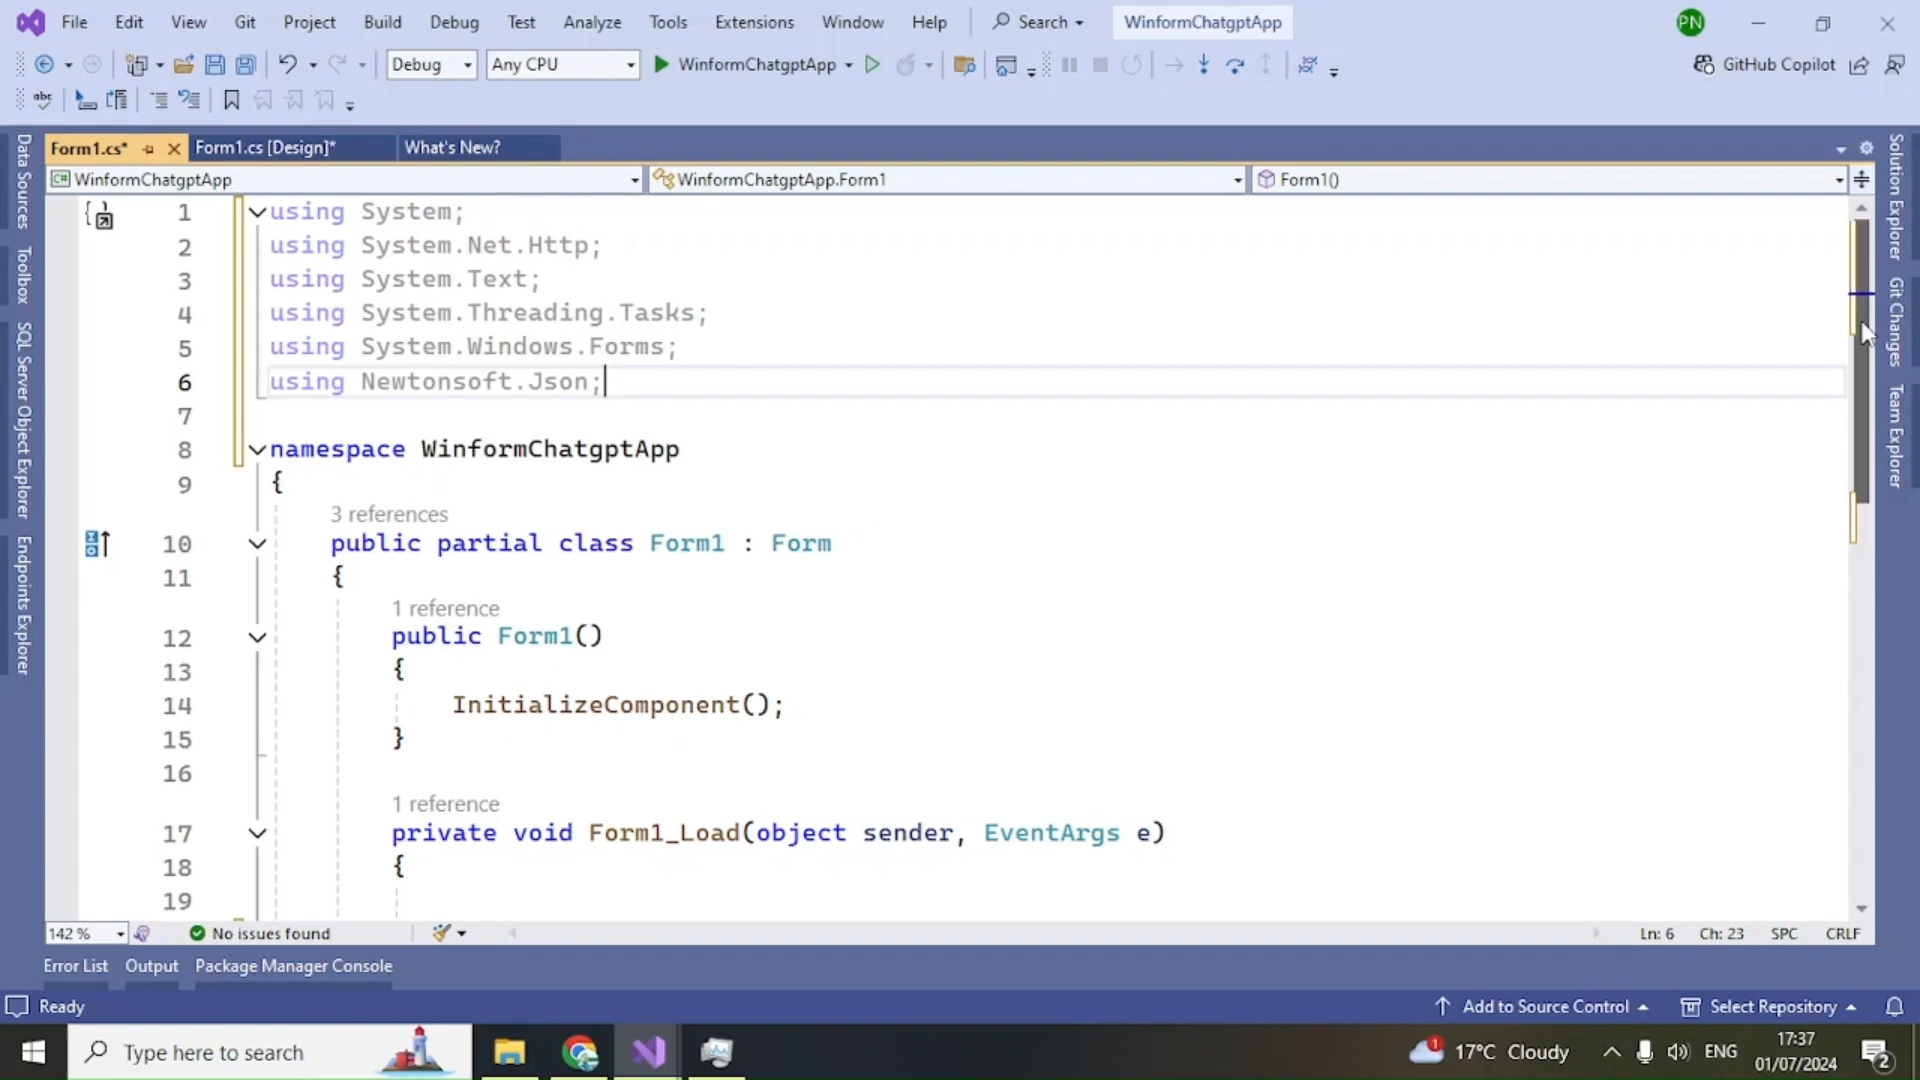 File Edit View Git Project Build Debug Test Analyze Tools Extensions Window Help Search WinformChatgptApp PN
Debug Any CPU WinformChatgptApp GitHub Copilot
abc
Form1.cs* Form1.cs [Design]* What's New?
WinformChatgptApp WinformChatgptApp.Form1 Form1()
Data Sources
Toolbox
SQL Server Object Explorer
Endpoints Explorer
1 using System;
2 using System.Net.Http;
3 using System.Text;
4 using System.Threading.Tasks;
5 using System.Windows.Forms;
6 using Newtonsoft.Json;
7
8 namespace WinformChatgptApp
9 {
3 references
10 public partial class Form1 : Form
11 {
1 reference
12 public Form1()
13 {
14 InitializeComponent();
15 }
16
1 reference
17 private void Form1_Load(object sender, EventArgs e)
18 {
19
Solution Explorer
Git Changes
Team Explorer
142 % No issues found Ln: 6 Ch: 23 SPC CRLF
Error List Output Package Manager Console
Ready Add to Source Control Select Repository
Type here to search 1 17°C Cloudy ENG 17:37
01/07/2024 2